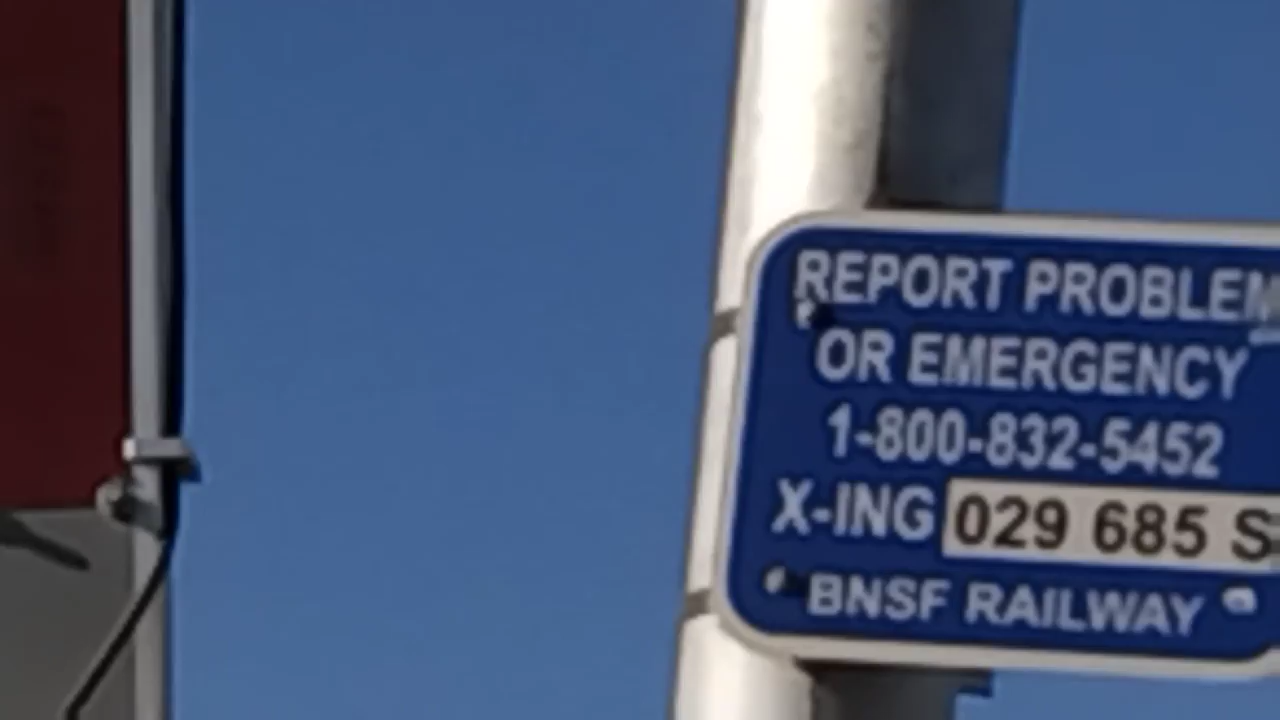 REPORT PROBLEM
OR EMERGENCY
1-800-832-5452
X-ING 029 685 S
BNSF RAILWAY